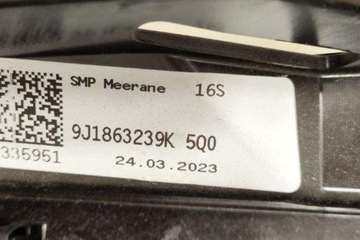 SMP Meerane 16S
9J1863239K 5Q0
335951
24.03.2023